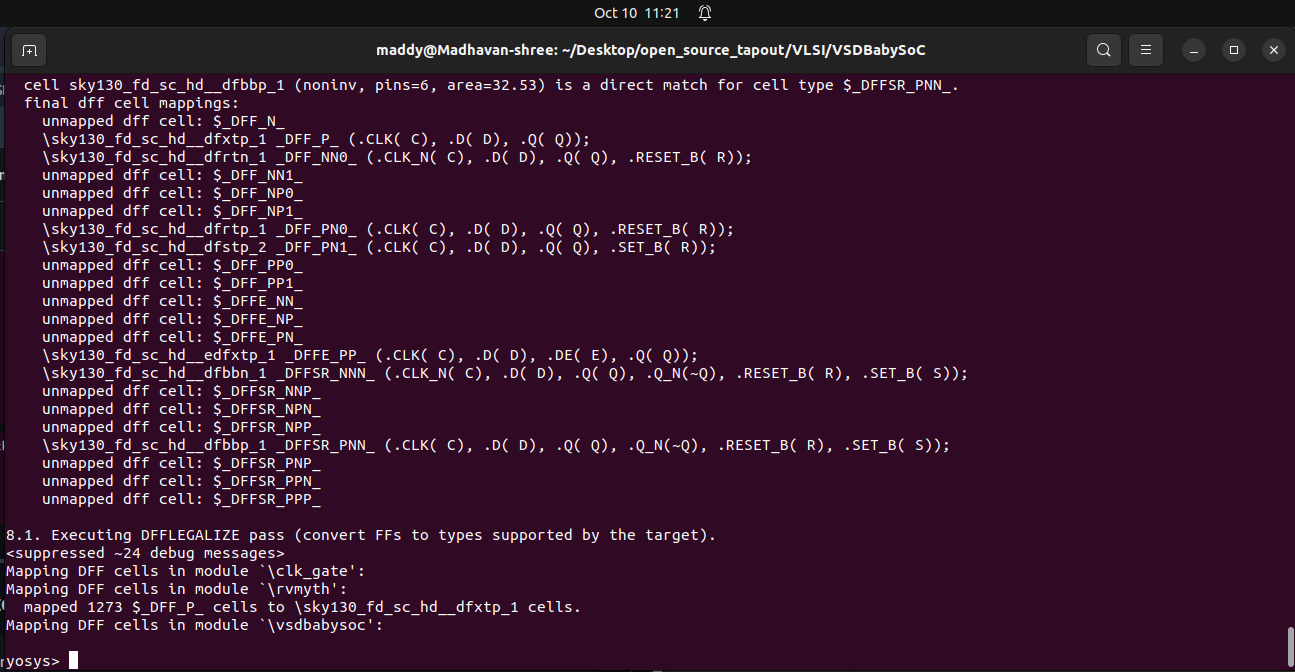 Oct 10 11:21
maddy@Madhavan-shree: ~/Desktop/open_source_tapout/VLSI/VSDBabySoC
cell sky130_fd_sc_hd__dfbbp_1 (noninv, pins=6, area=32.53) is a direct match for cell type $_DFFSR_PNN_.
final dff cell mappings:
unmapped dff cell: $_DFF_N_
\sky130_fd_sc_hd__dfxtp_1 _DFF_P_ (.CLK( C), .D( D), .Q( Q));
\sky130_fd_sc_hd__dfrtn_1 _DFF_NN0_ (.CLK_N( C), .D( D), .Q( Q), .RESET_B( R));
unmapped dff cell: $_DFF_NN1_
unmapped dff cell: $_DFF_NP0_
unmapped dff cell: $_DFF_NP1_
\sky130_fd_sc_hd__dfrtp_1 _DFF_PN0_ (.CLK( C), .D( D), .Q( Q), .RESET_B( R));
\sky130_fd_sc_hd__dfstp_2 _DFF_PN1_ (.CLK( C), .D( D), .Q( Q), .SET_B( R));
unmapped dff cell: $_DFF_PP0_
unmapped dff cell: $_DFF_PP1_
unmapped dff cell: $_DFFE_NN_
unmapped dff cell: $_DFFE_NP_
unmapped dff cell: $_DFFE_PN_
\sky130_fd_sc_hd__edfxtp_1 _DFFE_PP_ (.CLK( C), .D( D), .DE( E), .Q( Q));
\sky130_fd_sc_hd__dfbbn_1 _DFFSR_NNN_ (.CLK_N( C), .D( D), .Q( Q), .Q_N(~Q), .RESET_B( R), .SET_B( S));
unmapped dff cell: $_DFFSR_NNP_
unmapped dff cell: $_DFFSR_NPN_
unmapped dff cell: $_DFFSR_NPP_
\sky130_fd_sc_hd__dfbbp_1 _DFFSR_PNN_ (.CLK( C), .D( D), .Q( Q), .Q_N(~Q), .RESET_B( R), .SET_B( S));
unmapped dff cell: $_DFFSR_PNP_
unmapped dff cell: $_DFFSR_PPN_
unmapped dff cell: $_DFFSR_PPP_
8.1. Executing DFFLEGALIZE pass (convert FFs to types supported by the target).
<suppressed ~24 debug messages>
Mapping DFF cells in module `\clk_gate':
Mapping DFF cells in module `\rvmyth':
mapped 1273 $_DFF_P_ cells to \sky130_fd_sc_hd__dfxtp_1 cells.
Mapping DFF cells in module `\vsdbabysoc':
yosys>